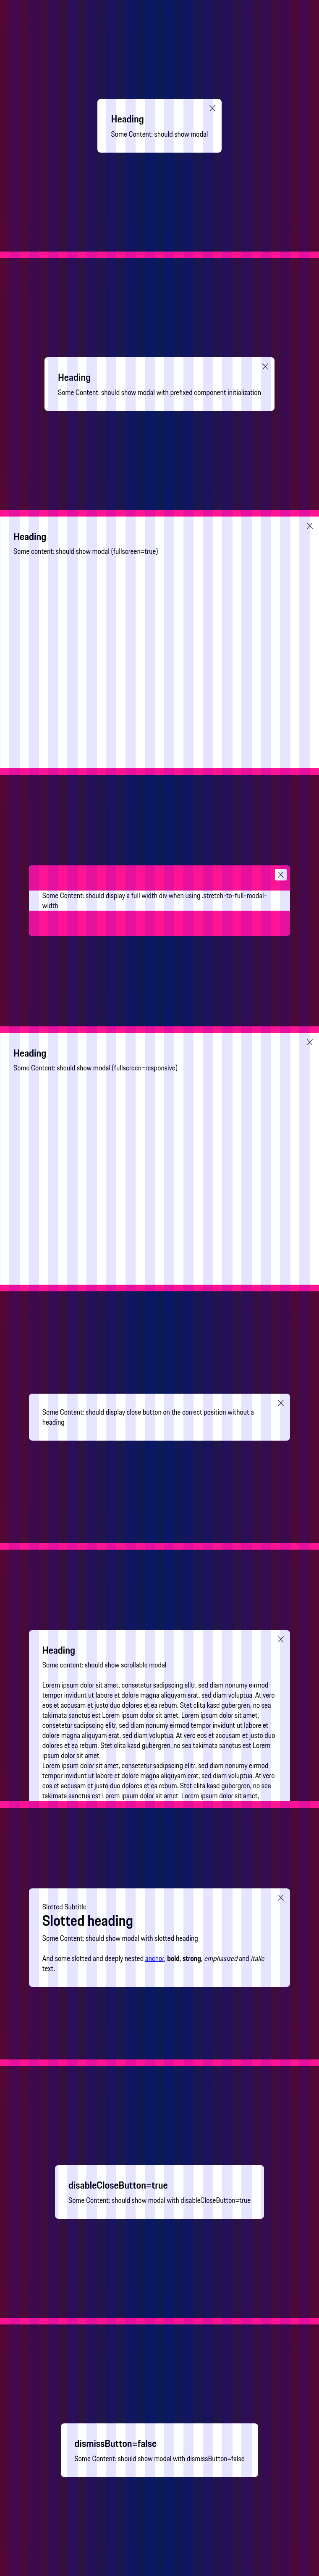 Heading
Some Content: should show modal
Heading
Some Content: should show modal with prefixed component initialization
Heading
Some content: should show modal (fullscreen=true)
Some Content: should display a full width div when using .stretch-to-full-modal-
width
Heading
Some Content: should show modal (fullscreen=responsive)
Some Content: should display close button on the correct position without a
heading
Heading
Some content: should show scrollable modal
Lorem ipsum dolor sit amet, consetetur sadipscing elitr, sed diam nonumy eirmod
tempor invidunt ut labore et dolore magna aliquyam erat, sed diam voluptua. At vero
eos et accusam et justo duo dolores et ea rebum. Stet clita kasd gubergren, no sea
takimata sanctus est Lorem ipsum dolor sit amet. Lorem ipsum dolor sit amet,
consetetur sadipscing elitr, sed diam nonumy eirmod tempor invidunt ut labore et
dolore magna aliquyam erat, sed diam voluptua. At vero eos et accusam et justo duo
dolores et ea rebum. Stet clita kasd gubergren, no sea takimata sanctus est Lorem
ipsum dolor sit amet.
Lorem ipsum dolor sit amet, consetetur sadipscing elitr, sed diam nonumy eirmod
tempor invidunt ut labore et dolore magna aliquyam erat, sed diam voluptua. At vero
eos et accusam et justo duo dolores et ea rebum. Stet clita kasd gubergren, no sea
takimata sanctus est Lorem ipsum dolor sit amet. Lorem ipsum dolor sit amet,
Slotted Subtitle
Slotted heading
Some Content: should show modal with slotted heading
And some slotted and deeply nested anchor, bold, strong, emphasized and italic
text.
disableCloseButton=true
Some Content: should show modal with disableCloseButton=true
dismissButton=false
Some Content: should show modal with dismissButton=false